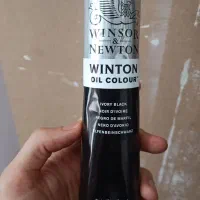 WINSOR
&
NEWTON
WINTON
OIL COLOUR
IVORY BLACK
NOIR D'IVOIRE
NEGRO DE MARFIL
NERO D'AVORIO
ELFENBEINSCHWARZ